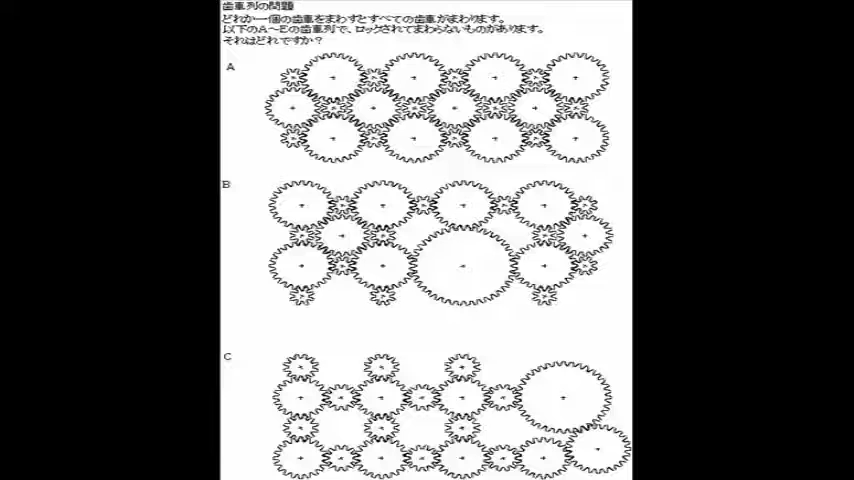 歯車列の問題
どれか一個の歯車をまわすとすべての歯車がまわります。
以下のA~Eの歯車列で、ロックされてまわらないものがあります。
それはどれですか?
A
B
C